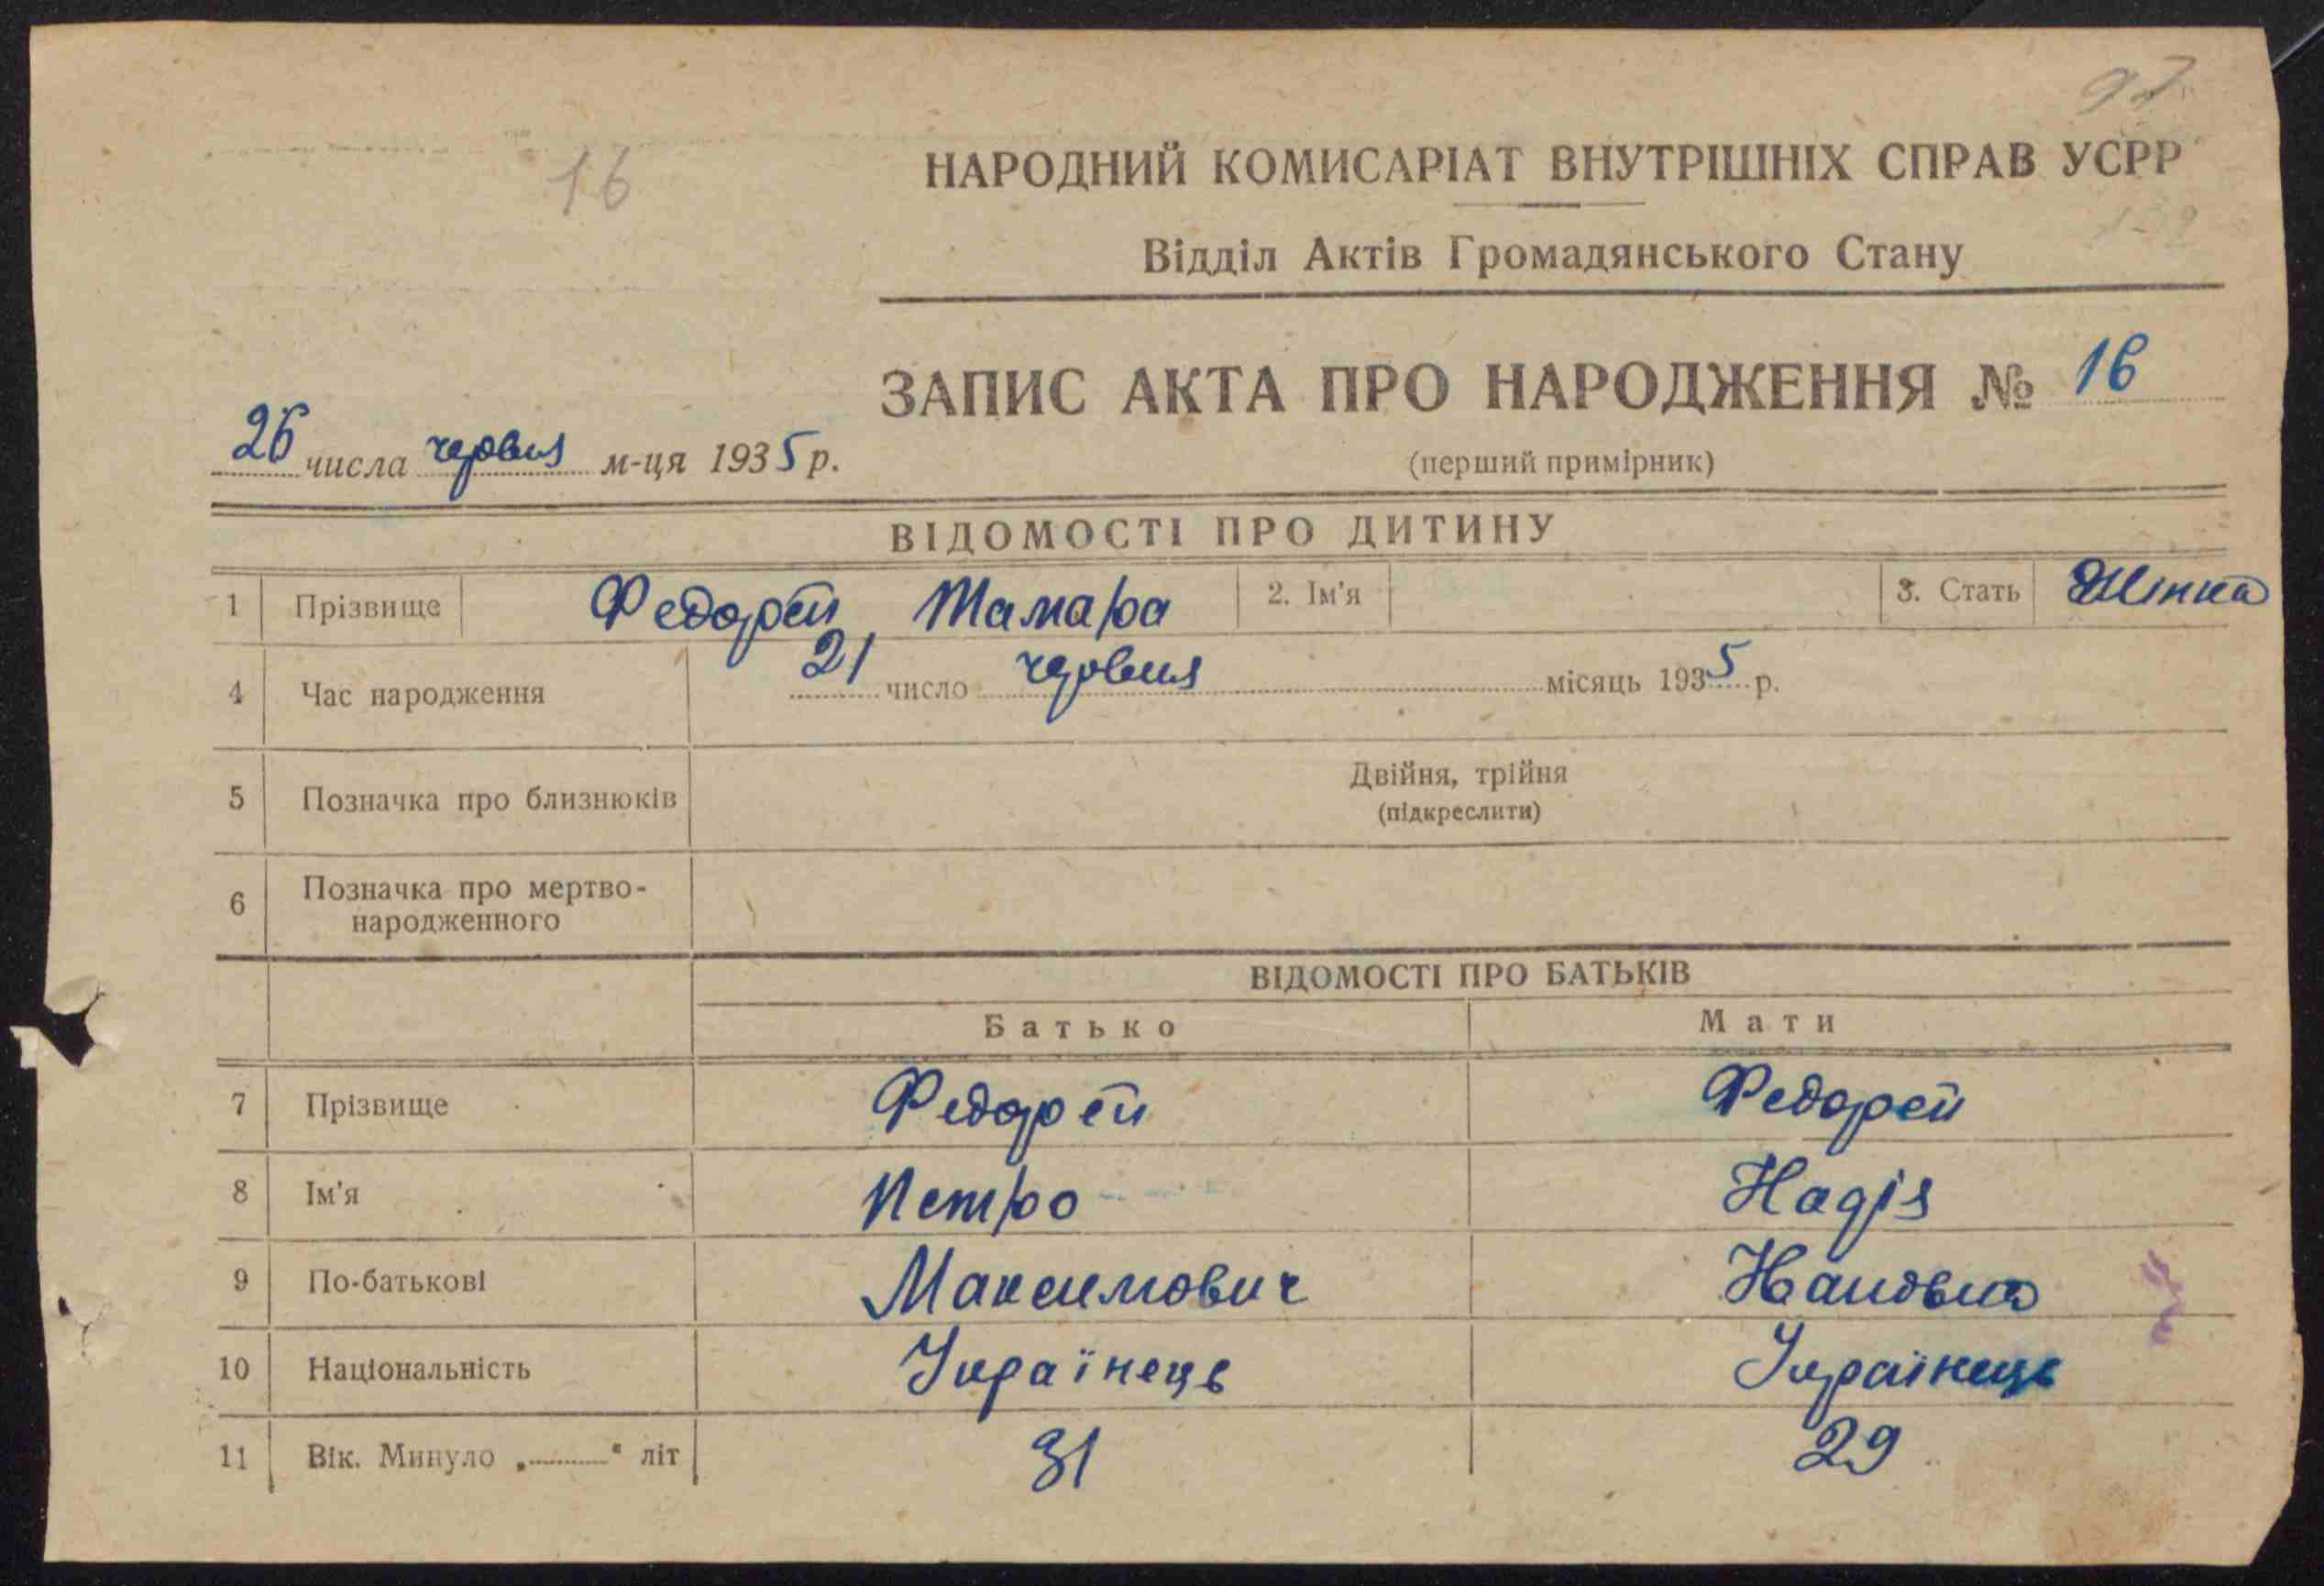 97
16
НАРОДНИЙ КОМИСАРІАТ ВНУТРІШНІХ СПРАВ УСРР
Відділ Актів Громадянського Стану
ЗАПИС АКТА ПРО НАРОДЖЕННЯ № 16
26 числа червня м-ця 1935 р.
(перший примірник)
ВІДОМОСТІ ПРО ДИТИНУ
1 Прізвище Федорей Тамара 2. Ім'я 3. Стать Жінка
4 Час народження 21 число червня місяць 1935 р.
5 Позначка про близнюків Двійня, трійня
(підкреслити)
6 Позначка про мертво-
народженного
ВІДОМОСТІ ПРО БАТЬКІВ
Батько Мати
7 Прізвище Федорей Федорей
8 Ім'я Петро Надія
9 По-батькові Максимович
10 Національність Українець Українець
11 Вік. Минуло „ “ літ 31 29